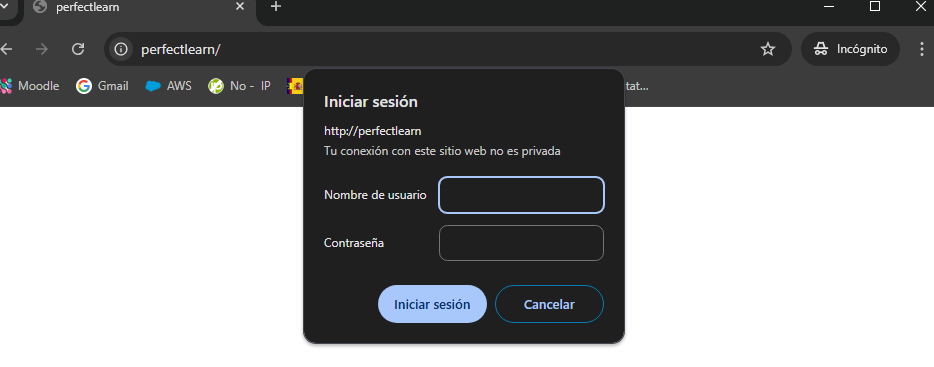 perfectlearn
perfectlearn/
Incógnito
Moodle Gmail AWS No - IP tat...
Iniciar sesión
http://perfectlearn
Tu conexión con este sitio web no es privada
Nombre de usuario
Contraseña
Iniciar sesión Cancelar